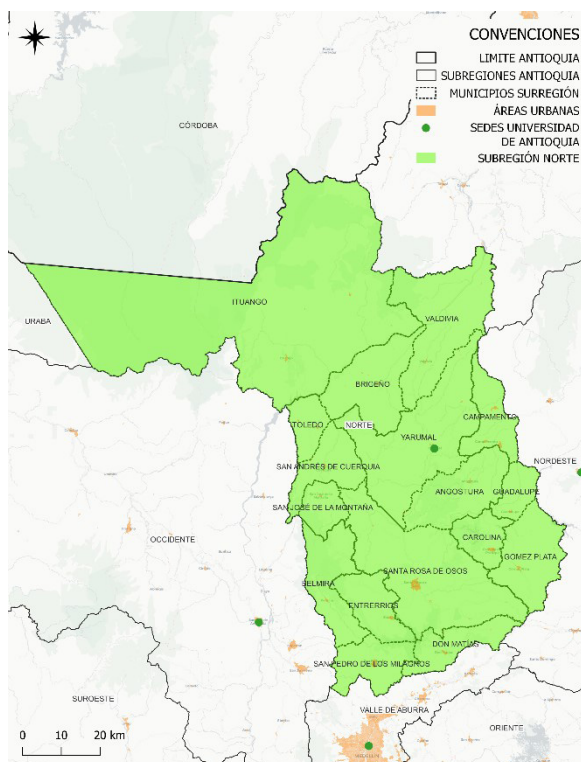 CONVENCIONES
LIMITE ANTIOQUIA
SUBREGIONES ANTIOQUIA
MUNICIPIOS SURREGIÓN
ÁREAS URBANAS
SEDES UNIVERSIDAD
DE ANTIOQUIA
SUBREGIÓN NORTE
CÓRDOBA
ITUANGO
URABA
VALDIVIA
BRICEÑO
CAMPAMENTO
TOLEDO
NORTE
YARUMAL
NORDESTE
SAN ANDRÉS DE CUERQUIA
ANGOSTURA
GUADALUPE
SAN JOSÉ DE LA MONTAÑA
CAROLINA
OCCIDENTE
GOMEZ PLATA
SANTA ROSA DE OSOS
BELMIRA
ENTRERRIOS
DON MATÍAS
SAN PEDRO DE LOS MILAGROS
SUROESTE
VALLE DE ABURRA
ORIENTE
0 10 20 km